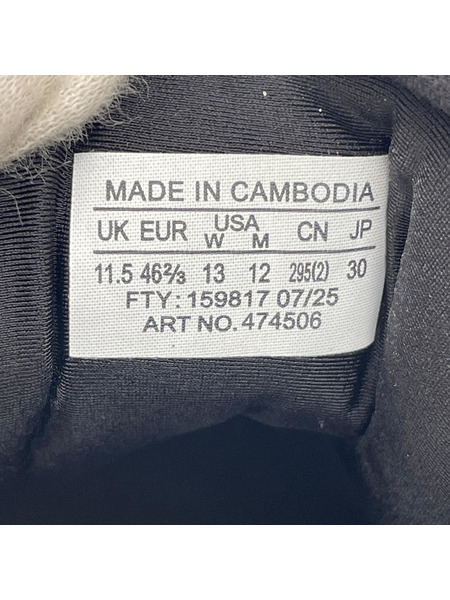 MADE IN CAMBODIA
UK EUR USA CN JP
W M
11.5 46⅔ 13 12 295(2) 30
FTY: 159817 07/25
ART NO. 474506